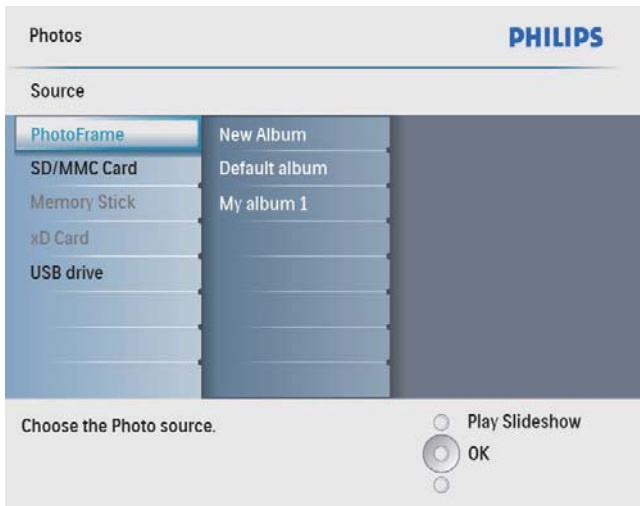 Photos
PHILIPS
Source
PhotoFrame
SD/MMC Card
Memory Stick
xD Card
USB drive
New Album
Default album
My album 1
Choose the Photo source.
Play Slideshow
OK